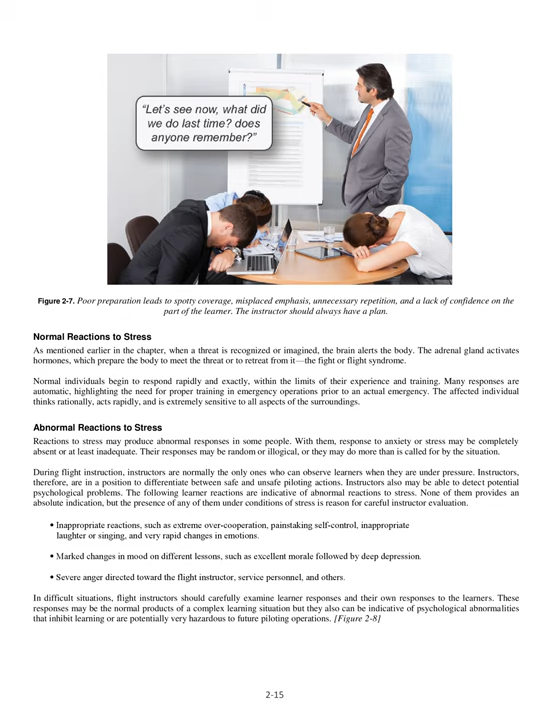 “Let’s see now, what did
we do last time? does
anyone remember?”
Figure 2-7. Poor preparation leads to spotty coverage, misplaced emphasis, unnecessary repetition, and a lack of confidence on the
part of the learner. The instructor should always have a plan.
Normal Reactions to Stress
As mentioned earlier in the chapter, when a threat is recognized or imagined, the brain alerts the body. The adrenal gland activates
hormones, which prepare the body to meet the threat or to retreat from it—the fight or flight syndrome.
Normal individuals begin to respond rapidly and exactly, within the limits of their experience and training. Many responses are
automatic, highlighting the need for proper training in emergency operations prior to an actual emergency. The affected individual
thinks rationally, acts rapidly, and is extremely sensitive to all aspects of the surroundings.
Abnormal Reactions to Stress
Reactions to stress may produce abnormal responses in some people. With them, response to anxiety or stress may be completely
absent or at least inadequate. Their responses may be random or illogical, or they may do more than is called for by the situation.
During flight instruction, instructors are normally the only ones who can observe learners when they are under pressure. Instructors,
therefore, are in a position to differentiate between safe and unsafe piloting actions. Instructors also may be able to detect potential
psychological problems. The following learner reactions are indicative of abnormal reactions to stress. None of them provides an
absolute indication, but the presence of any of them under conditions of stress is reason for careful instructor evaluation.
• Inappropriate reactions, such as extreme over-cooperation, painstaking self-control, inappropriate
laughter or singing, and very rapid changes in emotions.
• Marked changes in mood on different lessons, such as excellent morale followed by deep depression.
• Severe anger directed toward the flight instructor, service personnel, and others.
In difficult situations, flight instructors should carefully examine learner responses and their own responses to the learners. These
responses may be the normal products of a complex learning situation but they also can be indicative of psychological abnormalities
that inhibit learning or are potentially very hazardous to future piloting operations. [Figure 2-8]
2-15